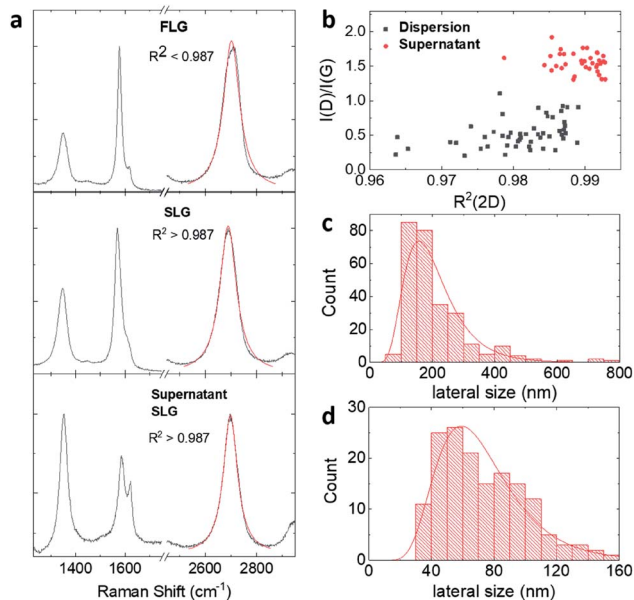 a
FLG
R² < 0.987
SLG
R² > 0.987
Supernatant
SLG
R² > 0.987
1200 1600 2600 2800
Raman Shift (cm⁻¹)
b
Dispersion
Supernatant
I(D)/I(G)
2.0
1.5
1.0
0.5
0.0
0.96 0.97 0.98 0.99
R²(2D)
c
Count
80
60
40
20
0
0 200 400 600 800
lateral size (nm)
d
Count
30
20
10
0
0 40 80 120 160
lateral size (nm)